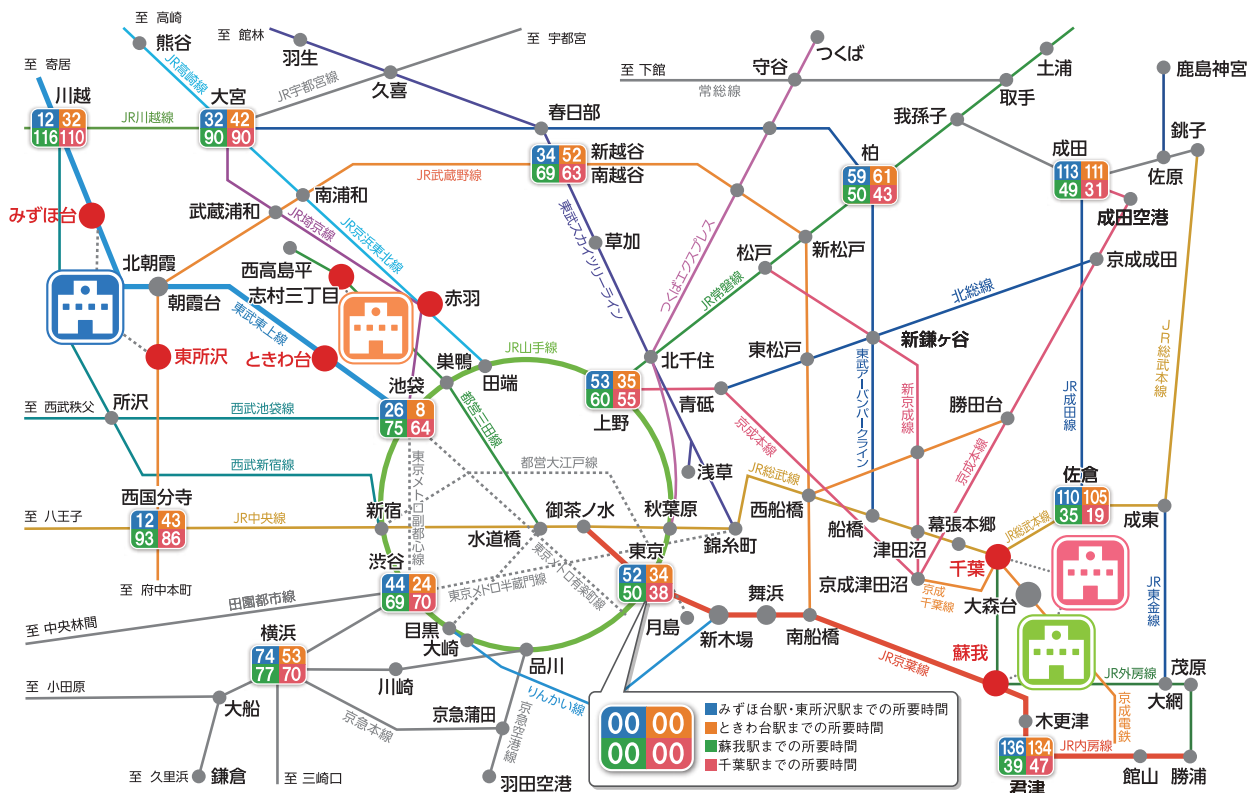 至 高崎
熊谷
JR高崎線
至 館林
羽生
久喜
至 宇都宮
JR宇都宮線
至 寄居
川越
12 32
116 110
JR川越線
大宮
32 42
90 90
春日部
34 52
69 63
新越谷
南越谷
JR武蔵野線
つくば
守谷
至 下館
常総線
土浦
取手
我孫子
柏
59 61
50 43
鹿島神宮
銚子
佐原
成田
113 111
49 31
成田空港
京成成田
みずほ台
南浦和
武蔵浦和
JR埼京線
JR京浜東北線
東武スカイツリーライン
草加
つくばエクスプレス
松戸
新松戸
JR常磐線
北総線
北朝霞
朝霞台
西高島平
志村三丁目
赤羽
東武東上線
東所沢
ときわ台
JR山手線
巣鴨
田端
北千住
東松戸
新鎌ヶ谷
池袋
26 8
75 64
53 35
60 55
上野
青砥
京成本線
東武アーバンパークライン
新京成線
勝田台
京成本線
JR成田線
JR総武本線
至 西武秩父
所沢
西武池袋線
西武新宿線
都営三田線
東京メトロ副都心線
都営大江戸線
浅草
JR総武線
西船橋
船橋
津田沼
幕張本郷
JR総武本線
佐倉
110 105
35 19
成東
至 八王子
西国分寺
12 43
93 86
JR中央線
新宿
水道橋
御茶ノ水
秋葉原
錦糸町
東京メトロ有楽町線
東京メトロ半蔵門線
東京
52 34
50 38
京成津田沼
京成
千葉線
千葉
大森台
JR東金線
至 府中本町
渋谷
44 24
69 70
田園都市線
至 中央林間
目黒
大崎
品川
月島
新木場
舞浜
南船橋
JR京葉線
蘇我
JR外房線
茂原
大網
京成電鉄
横浜
74 53
77 70
川崎
りんかい線
至 小田原
大船
京急本線
京急蒲田
京急空港線
羽田空港
至 久里浜
鎌倉
至 三崎口
木更津
136 134
39 47
君津
JR内房線
館山
勝浦
00 00
00 00
みずほ台駅・東所沢駅までの所要時間
ときわ台駅までの所要時間
蘇我駅までの所要時間
千葉駅までの所要時間